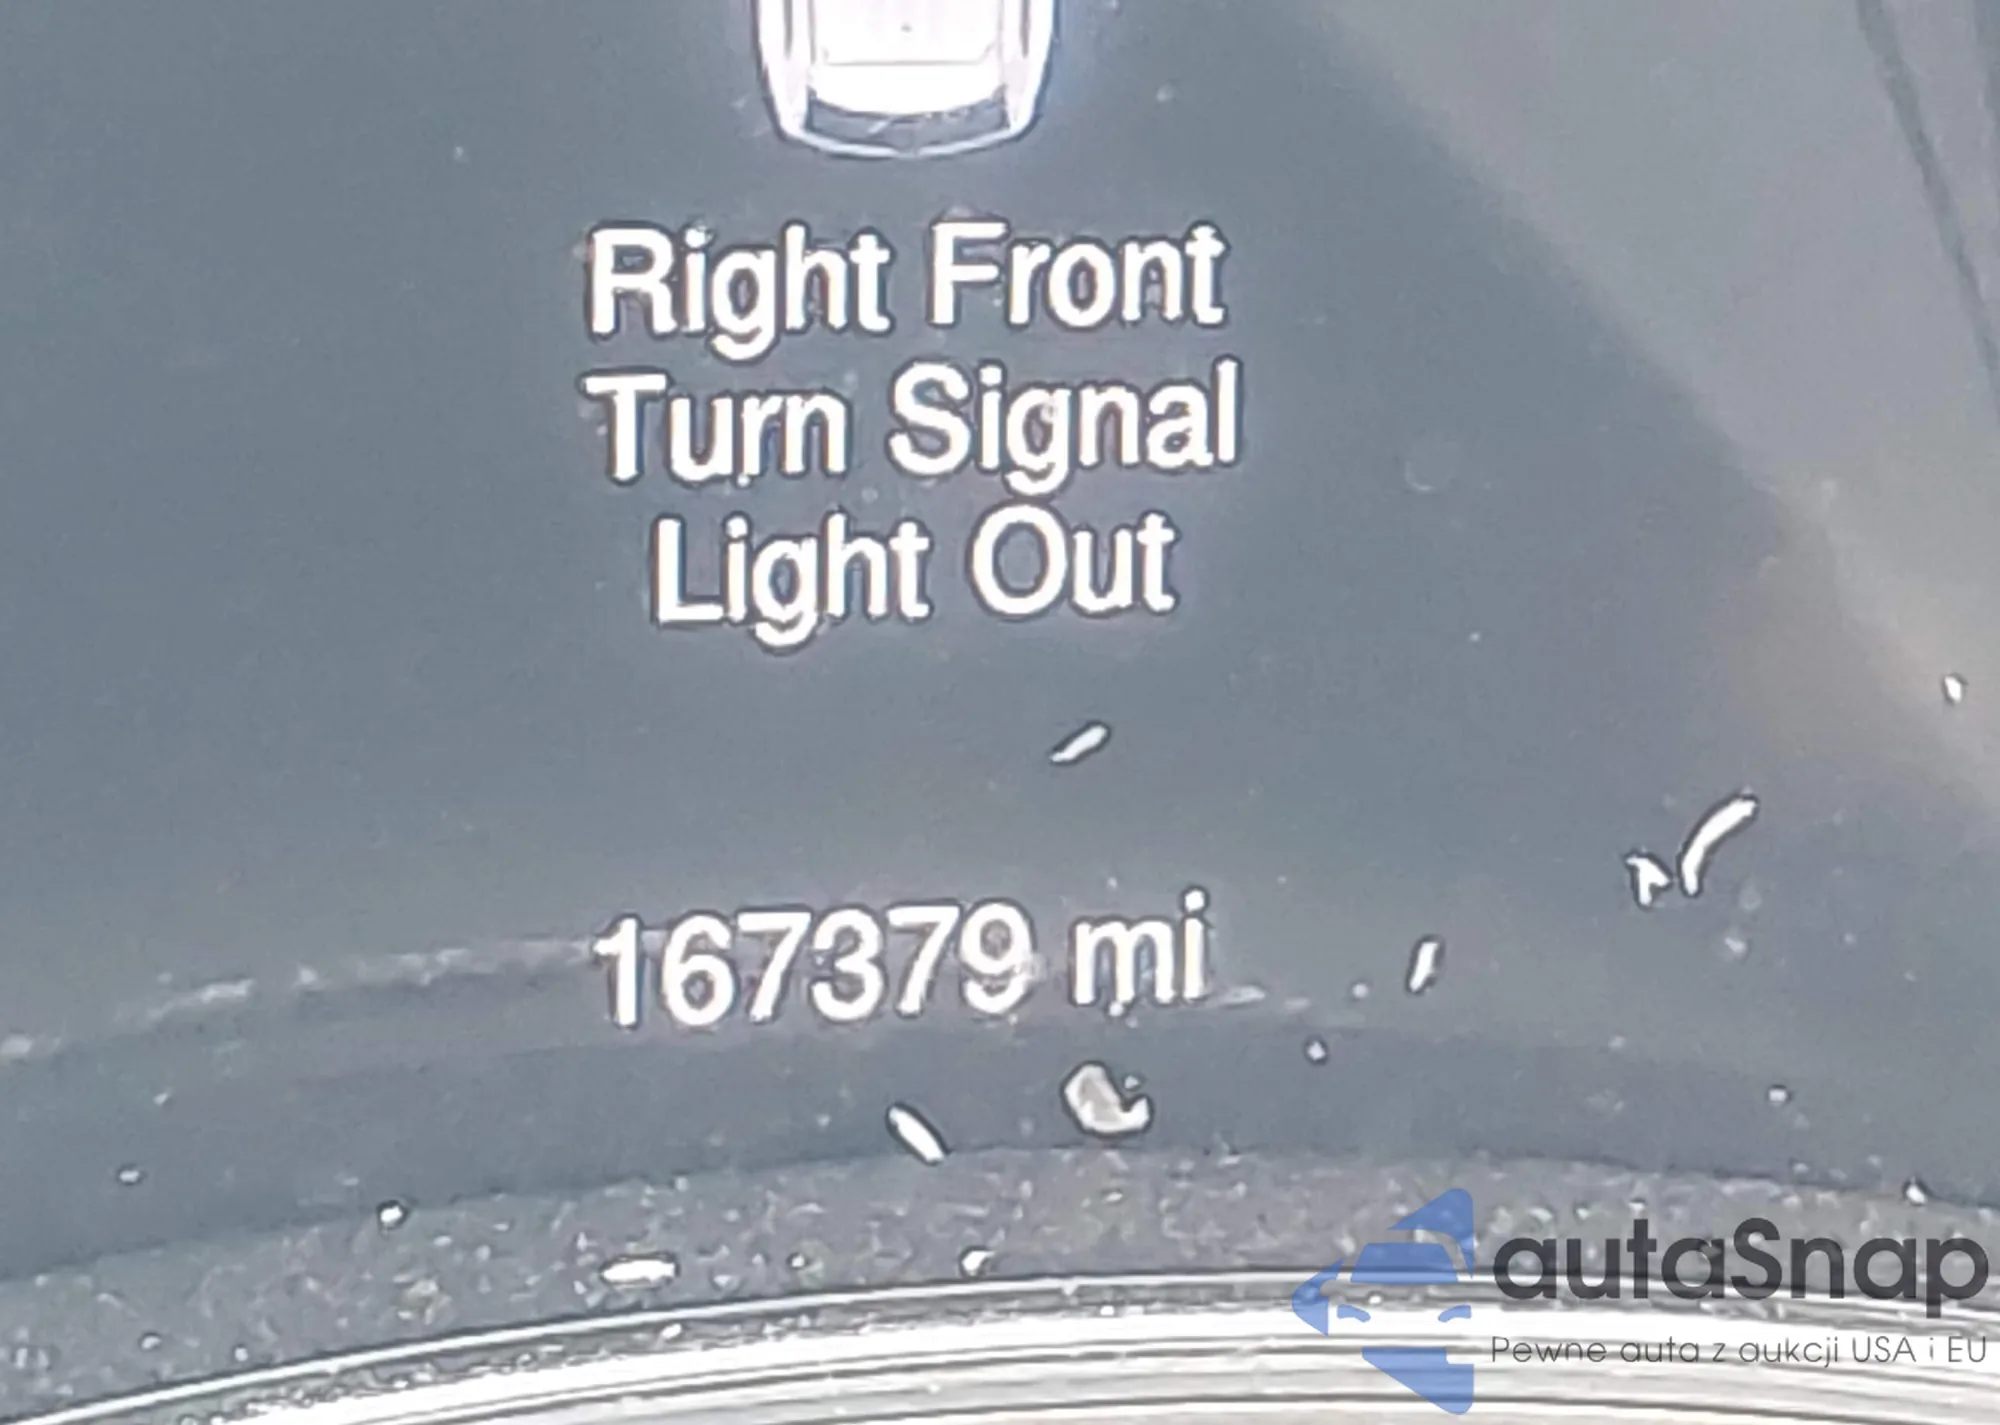 Right Front
Turn Signal
Light Out
167379 mi
autaSnap
Pewne auta z aukcji USA i EU